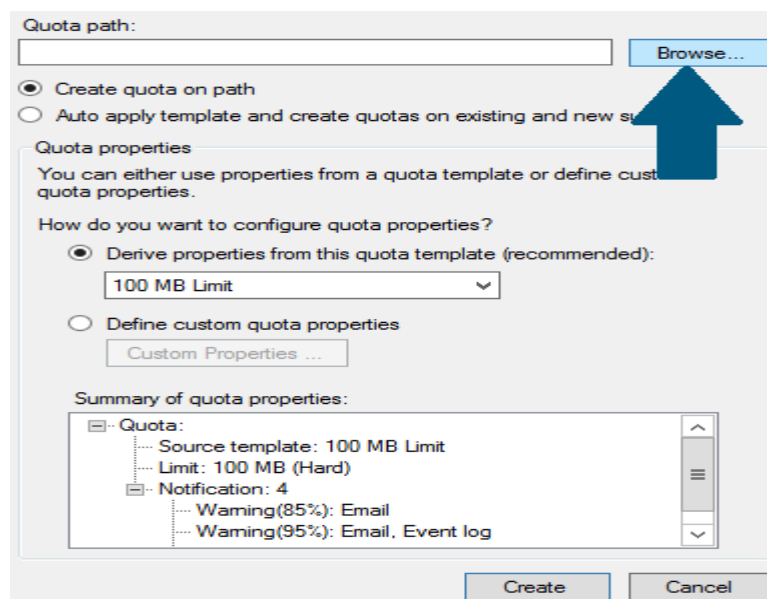 Quota path:
Browse...
Create quota on path
Auto apply template and create quotas on existing and new
Quota properties
You can either use properties from a quota template or define
quota properties.
How do you want to configure quota properties?
Derive properties from this quota template (recommended):
100 MB Limit
Define custom quota properties
Custom Properties ...
Summary of quota properties:
Quota:
Source template: 100 MB Limit
Limit: 100 MB (Hard)
Notification: 4
Warning(85%): Email
Warning(95%): Email, Event log
Create
Cancel